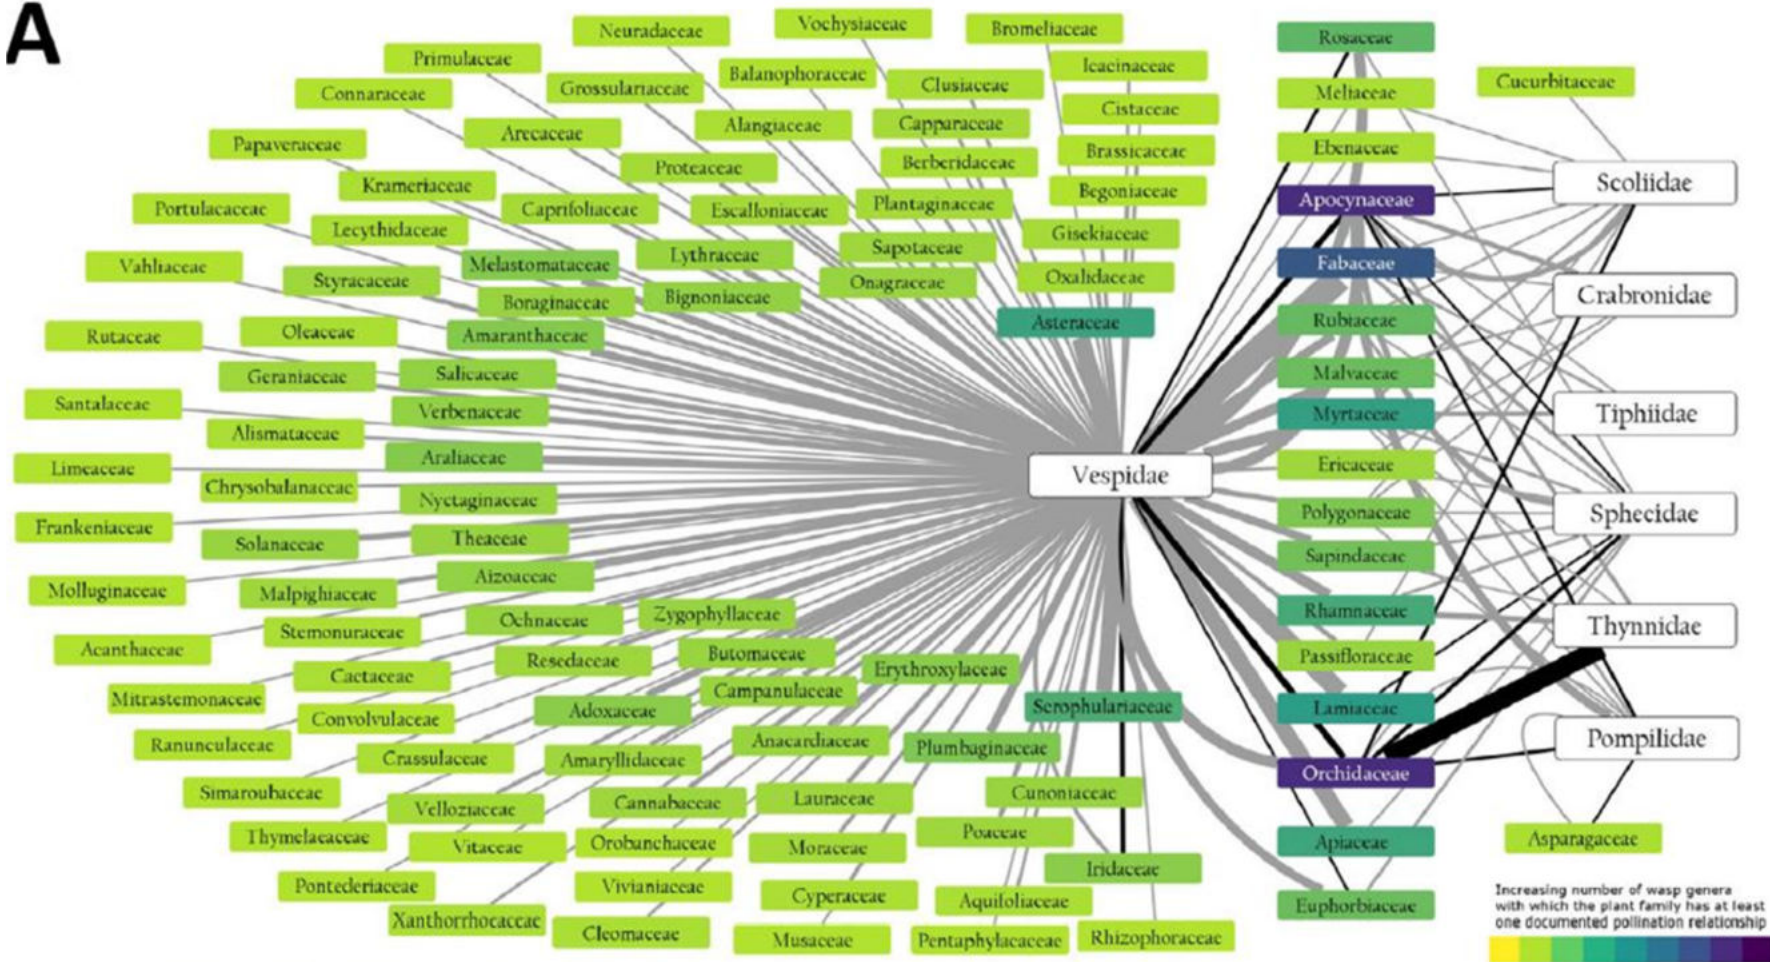 A
Neuradaceae
Vochysiaceae
Bromeliaceae
Rosaceae
Primulaceae
Balanophoraceae
Icacinaceae
Cucurbitaceae
Connaraceae
Grossulariaceae
Clusiaceae
Meliaceae
Cistaceae
Arecaceae
Alangiaceae
Capparaceae
Papaveraceae
Brassicaceae
Ebenaceae
Proteaceae
Berberidaceae
Krameriaceae
Begoniaceae
Scoliidae
Portulacaceae
Caprifoliaceae
Escalloniaceae
Plantaginaceae
Apocynaceae
Lecythidaceae
Gisekiaceae
Vahliaceae
Melastomataceae
Lythraceae
Sapotaceae
Fabaceae
Styracaceae
Onagraceae
Oxalidaceae
Boraginaceae
Bignoniaceae
Crabronidae
Rutaceae
Oleaceae
Amaranthaceae
Asteraceae
Rubiaceae
Geraniaceae
Salicaceae
Malvaceae
Santalaceae
Verbenaceae
Myrtaceae
Tiphiidae
Alismataceae
Limeaceae
Araliaceae
Vespidae
Ericaceae
Chrysobalanaceae
Nyctaginaceae
Frankeniaceae
Polygonaceae
Sphecidae
Solanaceae
Theaceae
Sapindaceae
Molluginaceae
Malpighiaceae
Aizoaceae
Ochnaceae
Zygophyllaceae
Rhamnaceae
Thynnidae
Acanthaceae
Stemonuraceae
Resedaceae
Butomaceae
Passifloraceae
Cactaceae
Erythroxylaceae
Mitrastemonaceae
Campanulaceae
Convolvulaceae
Adoxaceae
Scrophulariaceae
Lamiaceae
Ranunculaceae
Anacardiaceae
Plumbaginaceae
Pompilidae
Crassulaceae
Amaryllidaceae
Orchidaceae
Simaroubaceae
Velloziaceae
Cannabaceae
Lauraceae
Cunoniaceae
Thymelaeaceae
Vitaceae
Orobanchaceae
Moraceae
Poaceae
Apiaceae
Asparagaceae
Iridaceae
Pontederiaceae
Vivianiaceae
Cyperaceae
Aquifoliaceae
Euphorbiaceae
Xanthorrhoeaceae
Cleomaceae
Musaceae
Pentaphylacaceae
Rhizophoraceae
Increasing number of wasp genera
with which the plant family has at least
one documented pollination relationship